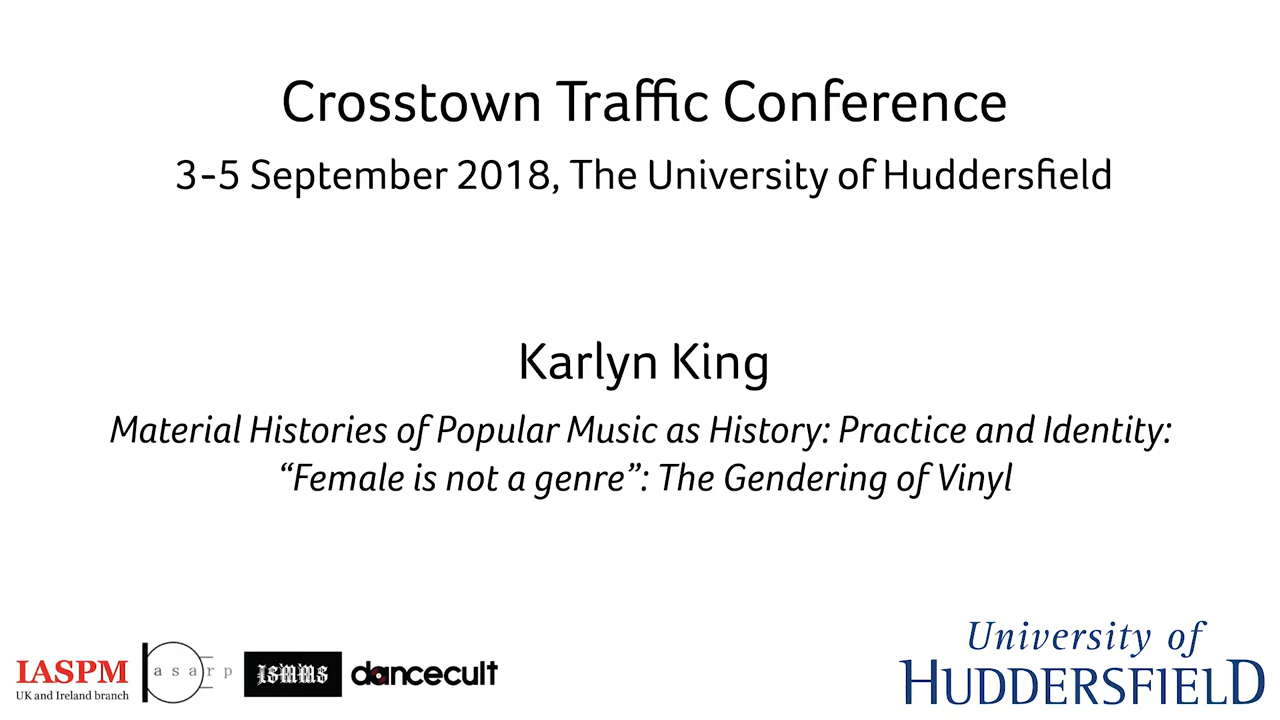 Crosstown Traffic Conference
3-5 September 2018, The University of Huddersfield
Karlyn King
Material Histories of Popular Music as History: Practice and Identity:
“Female is not a genre”: The Gendering of Vinyl
IASPM
UK and Ireland branch
asarp
ismms
dancecult
University of
HUDDERSFIELD